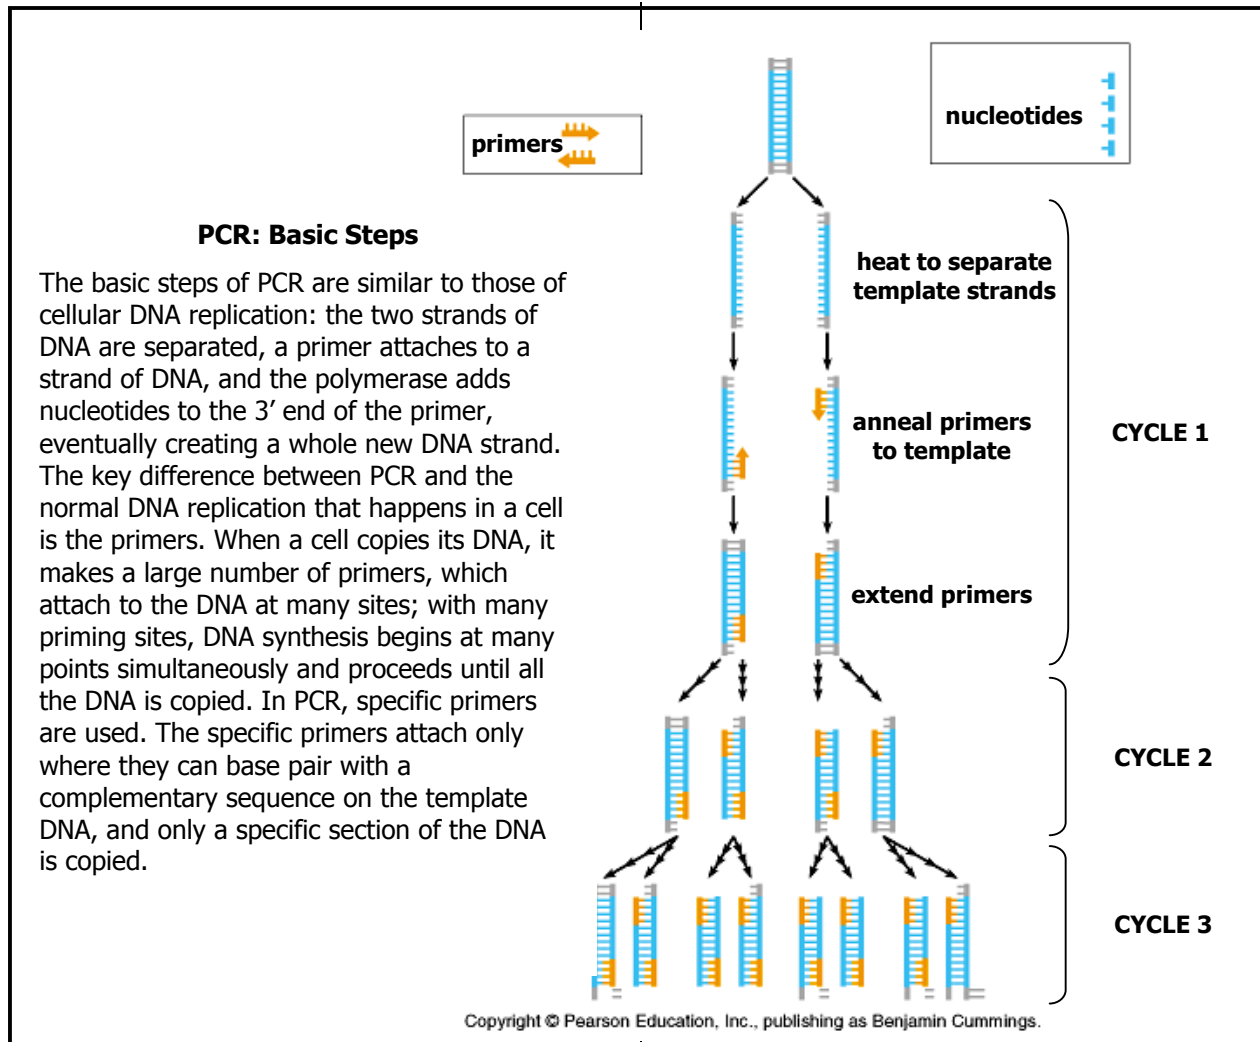 nucleotides
primers
PCR: Basic Steps
The basic steps of PCR are similar to those of
cellular DNA replication: the two strands of
DNA are separated, a primer attaches to a
strand of DNA, and the polymerase adds
nucleotides to the 3’ end of the primer,
eventually creating a whole new DNA strand.
The key difference between PCR and the
normal DNA replication that happens in a cell
is the primers. When a cell copies its DNA, it
makes a large number of primers, which
attach to the DNA at many sites; with many
priming sites, DNA synthesis begins at many
points simultaneously and proceeds until all
the DNA is copied. In PCR, specific primers
are used. The specific primers attach only
where they can base pair with a
complementary sequence on the template
DNA, and only a specific section of the DNA
is copied.
heat to separate
template strands
anneal primers
to template
extend primers
CYCLE 1
CYCLE 2
CYCLE 3
Copyright © Pearson Education, Inc., publishing as Benjamin Cummings.